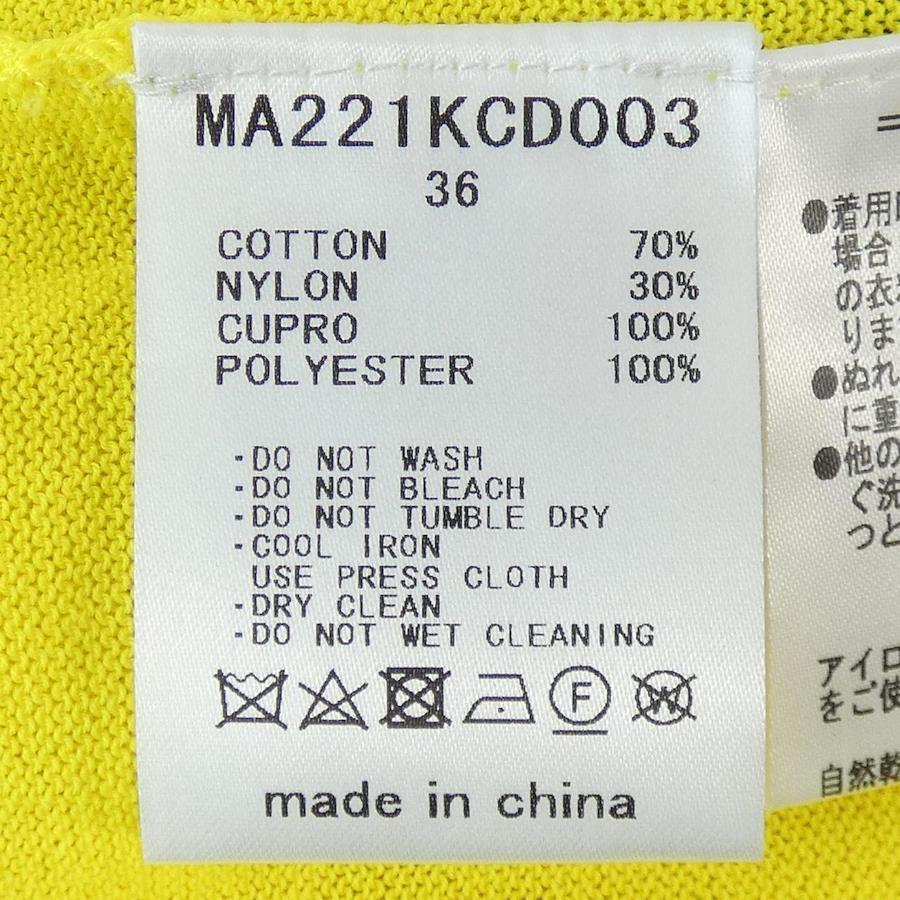 MA221KCD003
36
COTTON 70%
NYLON 30%
CUPRO 100%
POLYESTER 100%
-DO NOT WASH
-DO NOT BLEACH
-DO NOT TUMBLE DRY
-COOL IRON
USE PRESS CLOTH
-DRY CLEAN
-DO NOT WET CLEANING
F W
made in china
●着用
場合
の衣
りま
●ぬれ
に重
●他の
ぐ洗
っと
アイロ
をご使
自然乾